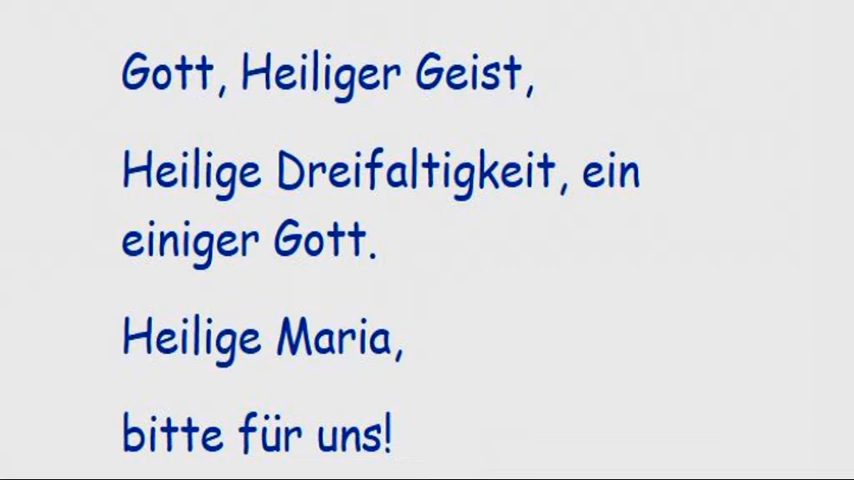 Gott, Heiliger Geist,
Heilige Dreifaltigkeit, ein
einiger Gott.
Heilige Maria,
bitte für uns!